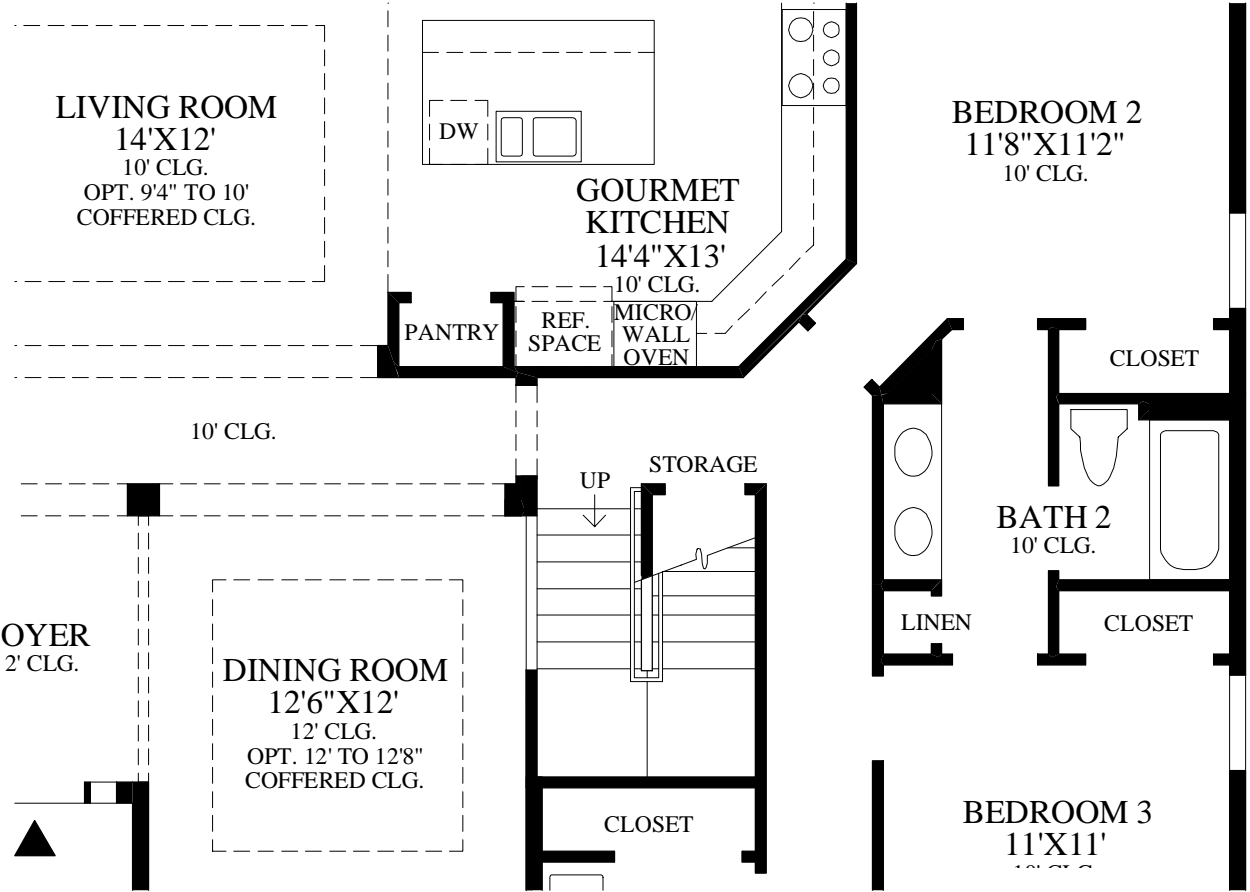 LIVING ROOM
14'X12'
10' CLG.
OPT. 9'4" TO 10'
COFFERED CLG.
DW
GOURMET
KITCHEN
14'4"X13'
10' CLG.
BEDROOM 2
11'8"X11'2"
10' CLG.
PANTRY
REF.
SPACE
MICRO/
WALL
OVEN
CLOSET
10' CLG.
UP
STORAGE
BATH 2
10' CLG.
OYER
2' CLG.
LINEN
CLOSET
DINING ROOM
12'6"X12'
12' CLG.
OPT. 12' TO 12'8"
COFFERED CLG.
CLOSET
BEDROOM 3
11'X11'